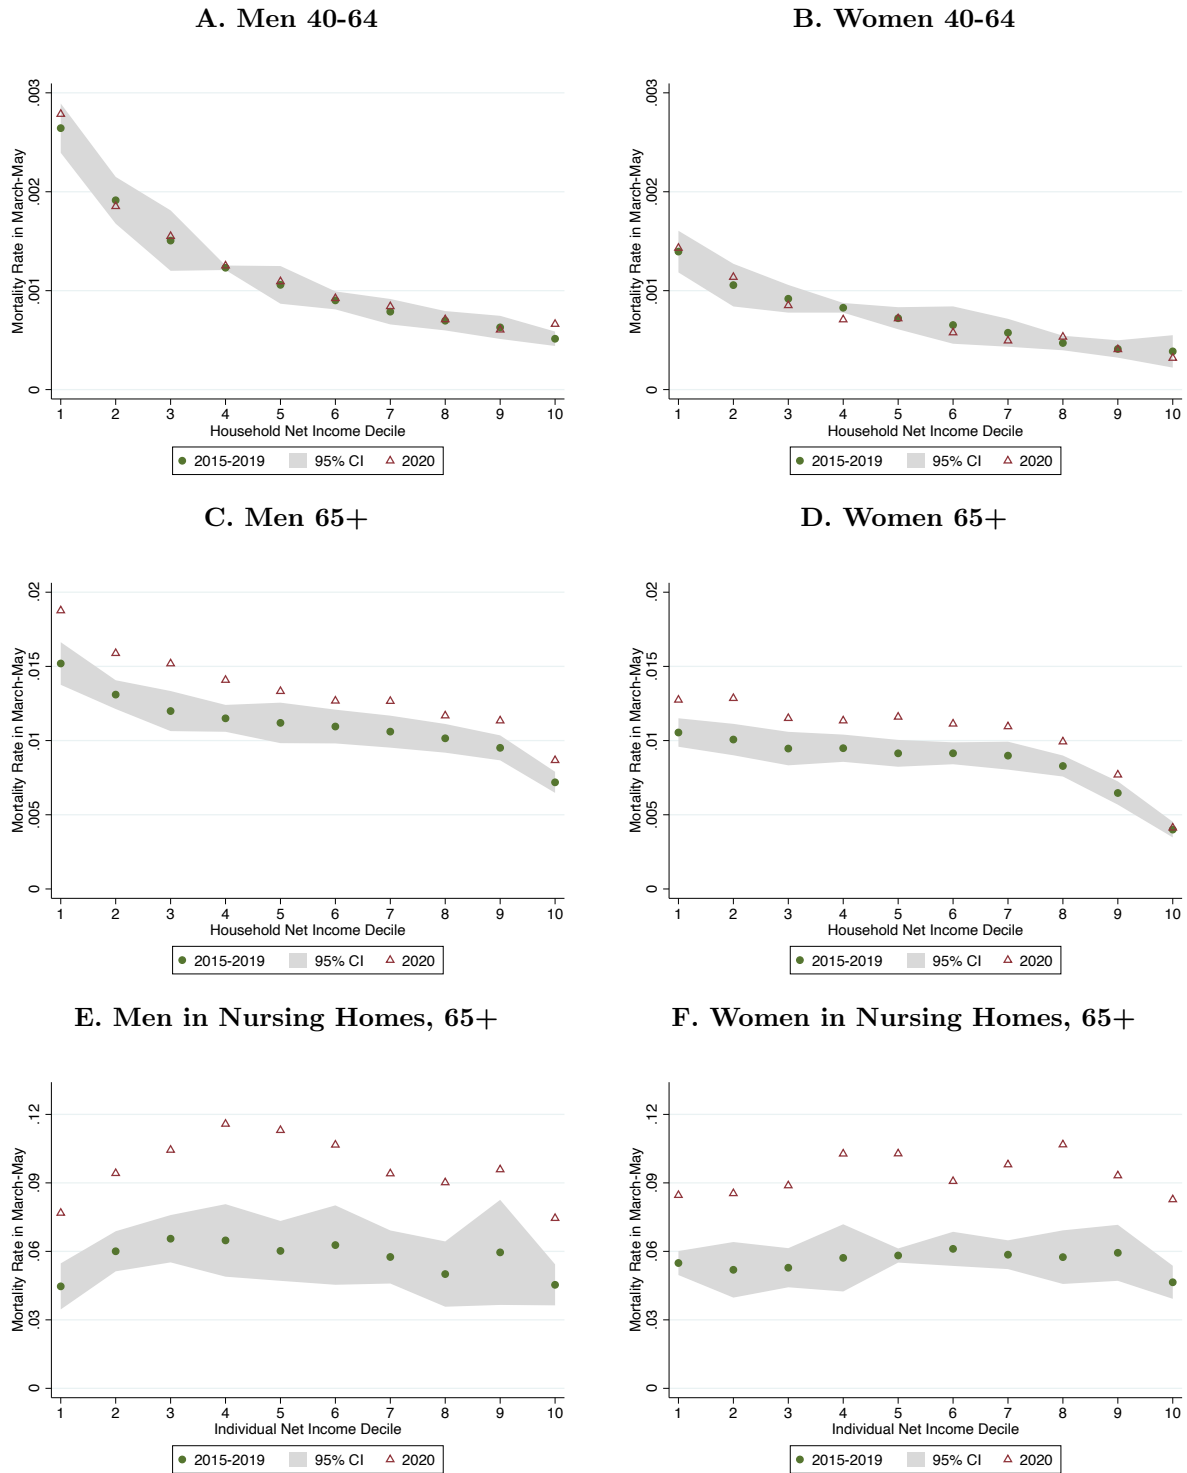 A. Men 40-64
Mortality Rate in March-May
.003
.002
.001
0
1 2 3 4 5 6 7 8 9 10
Household Net Income Decile
2015-2019 95% CI 2020
B. Women 40-64
Mortality Rate in March-May
.003
.002
.001
0
1 2 3 4 5 6 7 8 9 10
Household Net Income Decile
2015-2019 95% CI 2020
C. Men 65+
Mortality Rate in March-May
.02
.015
.01
.005
0
1 2 3 4 5 6 7 8 9 10
Household Net Income Decile
2015-2019 95% CI 2020
D. Women 65+
Mortality Rate in March-May
.02
.015
.01
.005
0
1 2 3 4 5 6 7 8 9 10
Household Net Income Decile
2015-2019 95% CI 2020
E. Men in Nursing Homes, 65+
Mortality Rate in March-May
.12
.09
.06
.03
0
1 2 3 4 5 6 7 8 9 10
Individual Net Income Decile
2015-2019 95% CI 2020
F. Women in Nursing Homes, 65+
Mortality Rate in March-May
.12
.09
.06
.03
0
1 2 3 4 5 6 7 8 9 10
Individual Net Income Decile
2015-2019 95% CI 2020